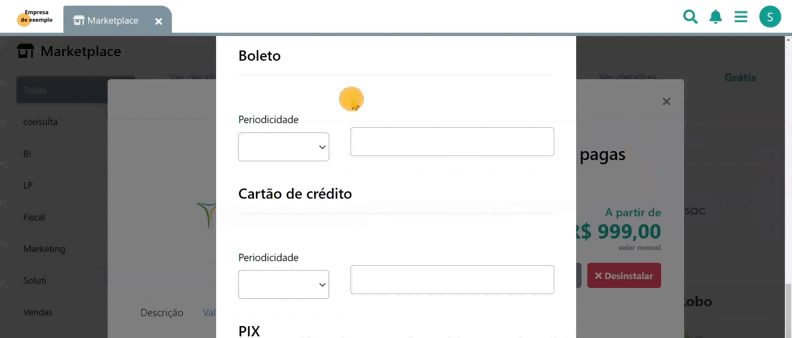 Empresa
de exemplo
Marketplace
S
Marketplace
Boleto
Ver detalhes
Ver detalhes
Gratis
Todas
Periodicidade
consulta
BI
pagas
LP
Cartão de crédito
Fiscal
A partir de
R$ 999,00
valor mensal
Marketing
Periodicidade
Soluti
Desinstalar
Vendas
Descrição
PIX